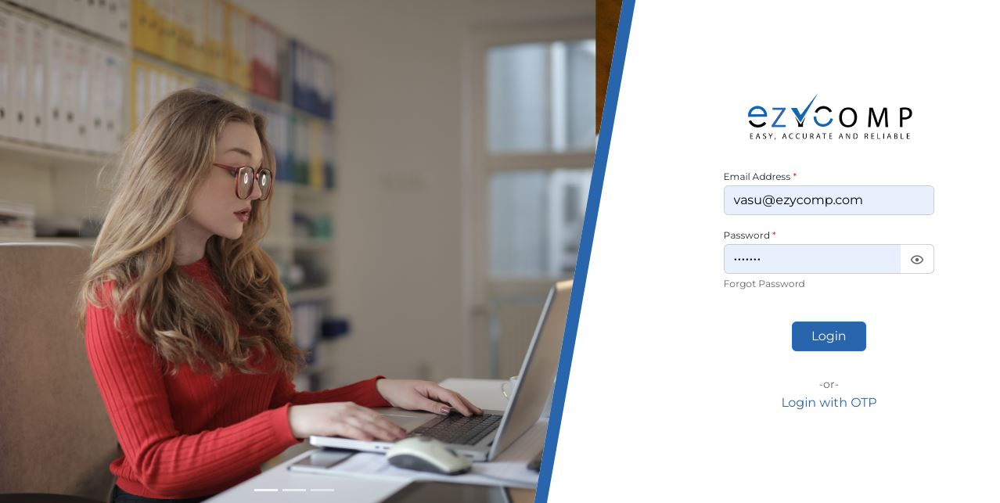 ezycomp
EASY, ACCURATE AND RELIABLE
Email Address *
vasu@ezycomp.com
Password *
•••••••
Forgot Password
Login
-or-
Login with OTP